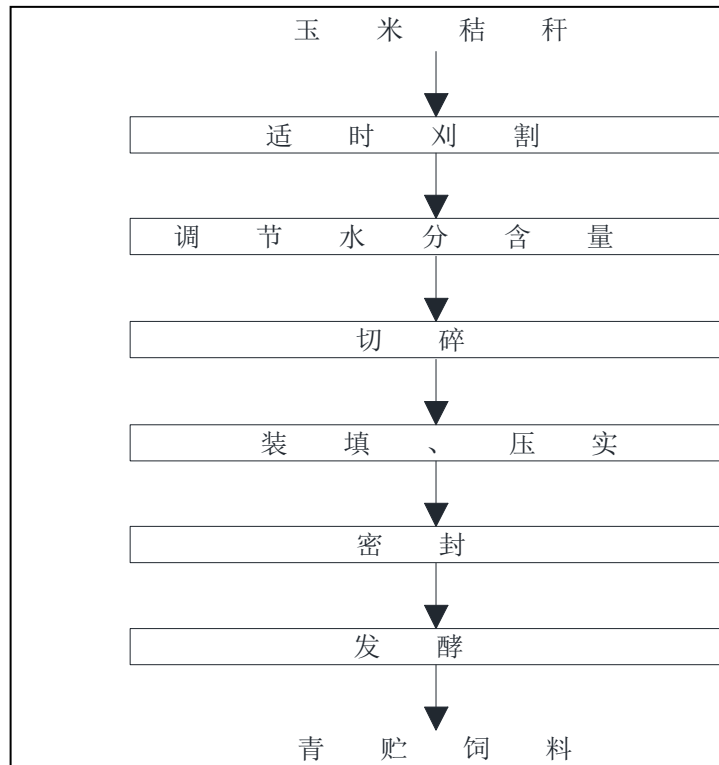 玉米秸秆
适时刈割
调节水分含量
切碎
装填、压实
密封
发酵
青贮饲料